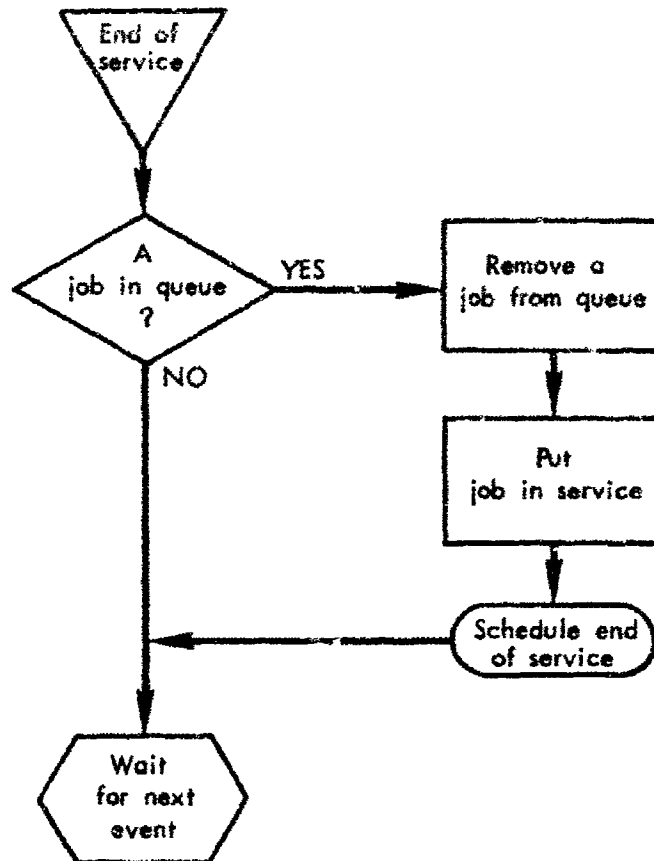 End of
service
A
job in queue
?
YES
NO
Remove a
job from queue
Put
job in service
Schedule end
of service
Wait
for next
event